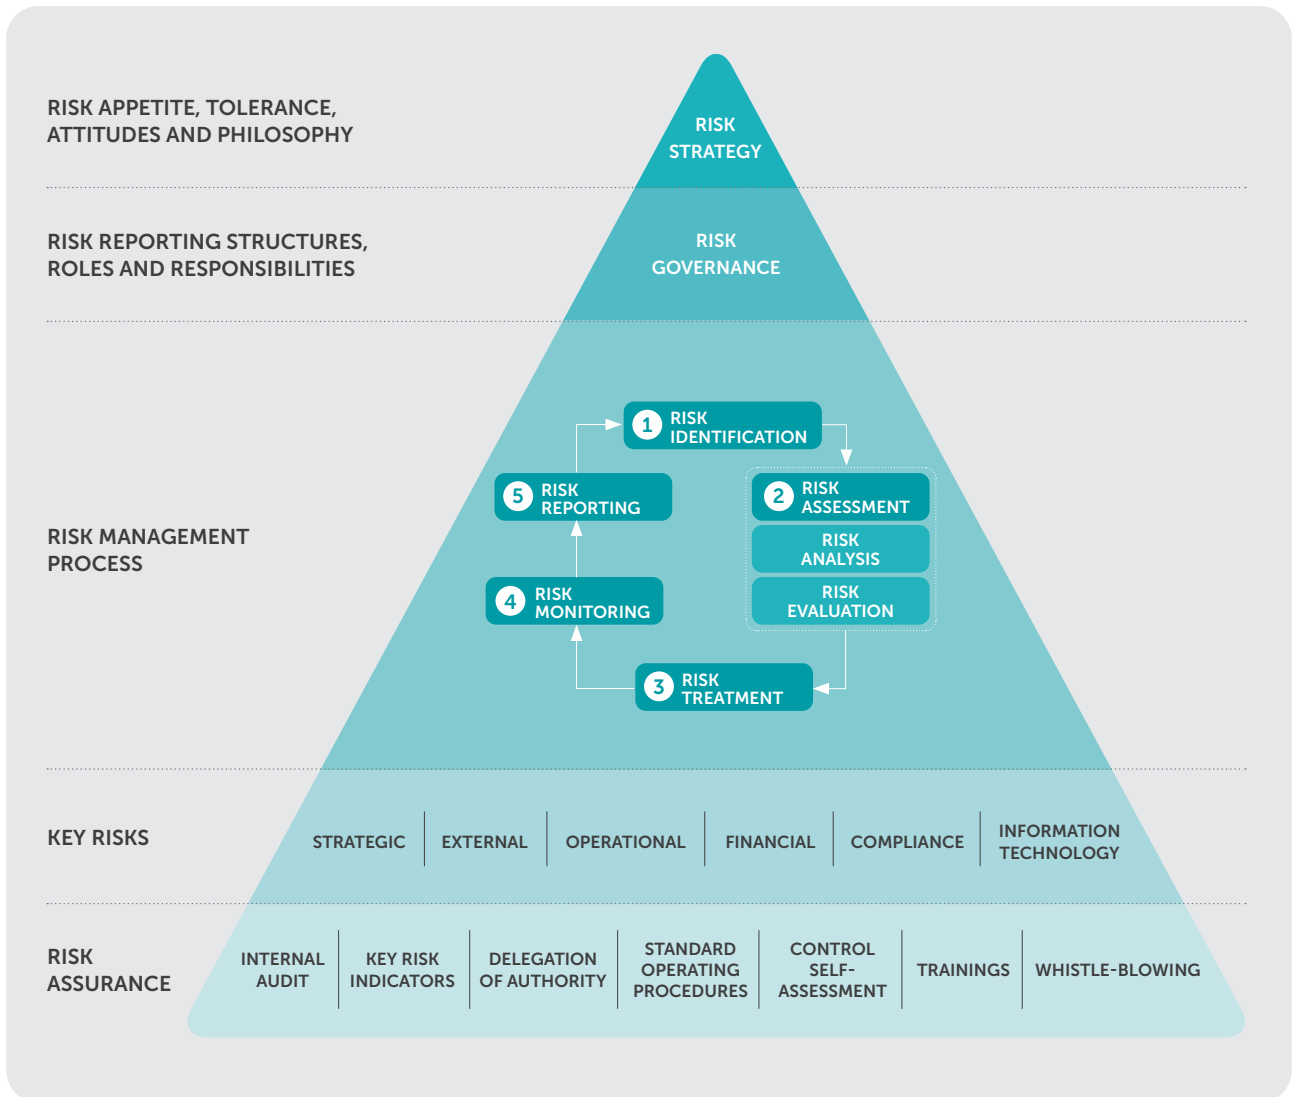 RISK APPETITE, TOLERANCE,
ATTITUDES AND PHILOSOPHY
RISK
STRATEGY
RISK REPORTING STRUCTURES,
ROLES AND RESPONSIBILITIES
RISK
GOVERNANCE
RISK MANAGEMENT
PROCESS
1 RISK
IDENTIFICATION
2 RISK
ASSESSMENT
RISK
ANALYSIS
RISK
EVALUATION
3 RISK
TREATMENT
4 RISK
MONITORING
5 RISK
REPORTING
KEY RISKS
STRATEGIC
EXTERNAL
OPERATIONAL
FINANCIAL
COMPLIANCE
INFORMATION
TECHNOLOGY
RISK
ASSURANCE
INTERNAL
AUDIT
KEY RISK
INDICATORS
DELEGATION
OF AUTHORITY
STANDARD
OPERATING
PROCEDURES
CONTROL
SELF-
ASSESSMENT
TRAININGS
WHISTLE-BLOWING